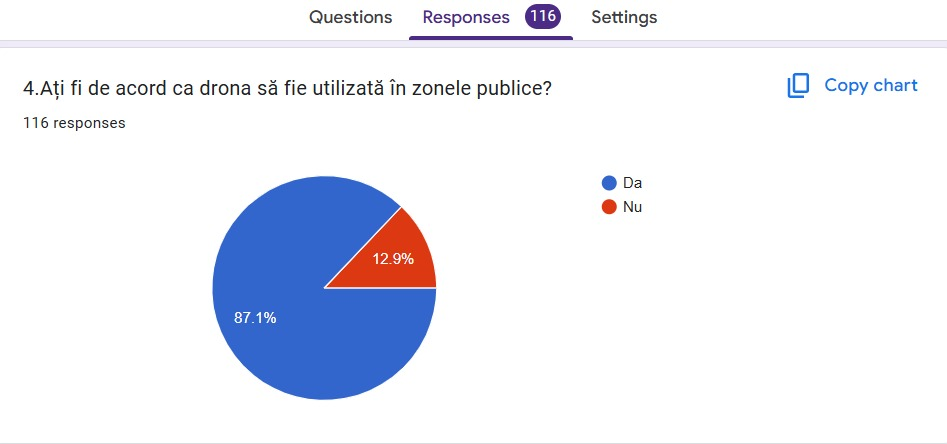 Questions
Responses 116
Settings
4.Ați fi de acord ca drona să fie utilizată în zonele publice?
Copy chart
116 responses
Da
Nu
12.9%
87.1%